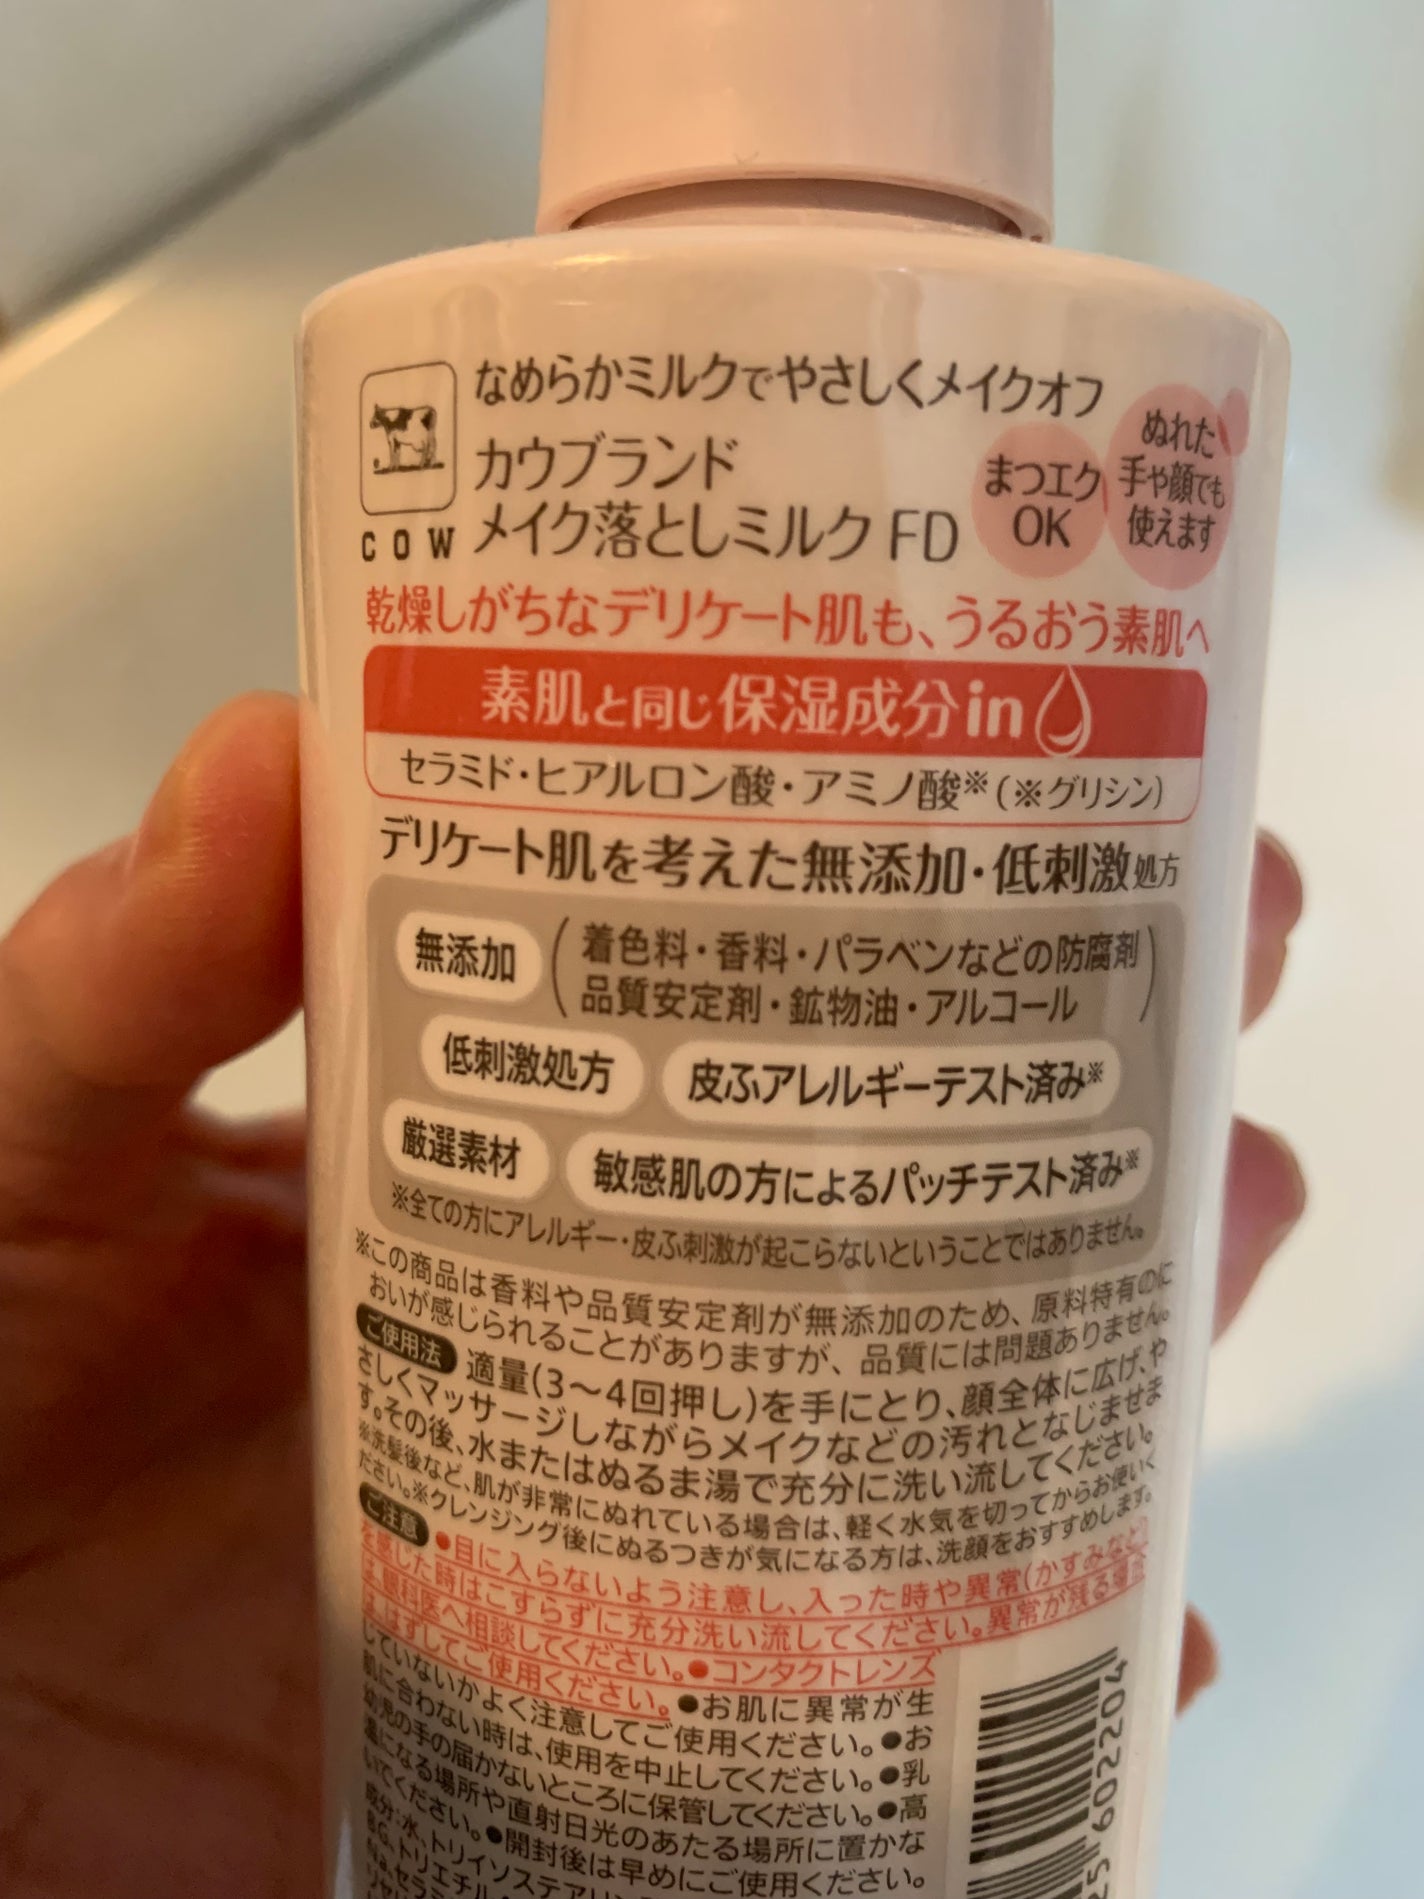 なめらかミルクでやさしくメイクオフ
カウブランド
メイク落としミルク FD
COW
まつエク
OK
ぬれた
手や顔でも
使えます
乾燥しがちなデリケート肌も、うるおう素肌へ
素肌と同じ保湿成分in
セラミド・ヒアルロン酸・アミノ酸※(※グリシン)
デリケート肌を考えた無添加・低刺激処方
無添加
着色料・香料・パラベンなどの防腐剤
品質安定剤・鉱物油・アルコール
低刺激処方
皮ふアレルギーテスト済み※
厳選素材
敏感肌の方によるパッチテスト済み※
※全ての方にアレルギー・皮ふ刺激が起こらないということではありません。
※この商品は香料や品質安定剤が無添加のため、原料特有のに
おいが感じられることがありますが、品質には問題ありません。
ご使用法 適量(3〜4回押し)を手にとり、顔全体に広げ、や
さしくマッサージしながらメイクなどの汚れとなじませま
す。その後、水またはぬるま湯で充分に洗い流してください。
※洗髪後など、肌が非常にぬれている場合は、軽く水気を切ってからお使いく
ださい。※クレンジング後にぬるつきが気になる方は、洗顔をおすすめします。
ご注意 ●目に入らないよう注意し、入った時や異常(かすみなど)
を感じた時はこすらずに充分洗い流してください。異常が残る場合
は、眼科医へ相談してください。●コンタクトレンズ
は、はずしてご使用ください。●お肌に異常が生
じていないかよく注意してご使用ください。●お
肌に合わない時は、使用を中止してください。●乳
幼児の手の届かないところに保管してください。●高
温になる場所や直射日光のあたる場所に置かな
いでください。●開封後は早めにご使用ください。
成分:水、トリイソステアリン
BG、トリエチル
Na、セラミ
602204